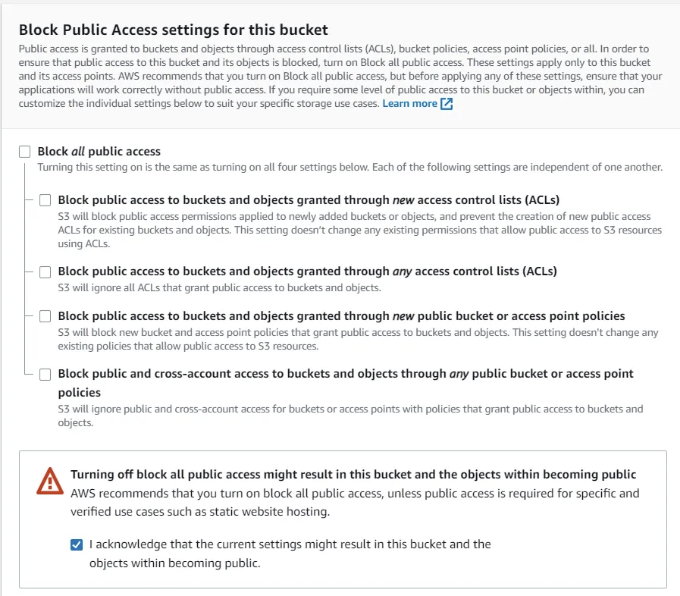 Block Public Access settings for this bucket
Public access is granted to buckets and objects through access control lists (ACLs), bucket policies, access point policies, or all. In order to
ensure that public access to this bucket and its objects is blocked, turn on Block all public access. These settings apply only to this bucket
and its access points. AWS recommends that you turn on Block all public access, but before applying any of these settings, ensure that your
applications will work correctly without public access. If you require some level of public access to this bucket or objects within, you can
customize the individual settings below to suit your specific storage use cases. Learn more
Block all public access
Turning this setting on is the same as turning on all four settings below. Each of the following settings are independent of one another.
Block public access to buckets and objects granted through new access control lists (ACLs)
S3 will block public access permissions applied to newly added buckets or objects, and prevent the creation of new public access
ACLs for existing buckets and objects. This setting doesn't change any existing permissions that allow public access to S3 resources
using ACLs.
Block public access to buckets and objects granted through any access control lists (ACLs)
S3 will ignore all ACLs that grant public access to buckets and objects.
Block public access to buckets and objects granted through new public bucket or access point policies
S3 will block new bucket and access point policies that grant public access to buckets and objects. This setting doesn't change any
existing policies that allow public access to S3 resources.
Block public and cross-account access to buckets and objects through any public bucket or access point
policies
S3 will ignore public and cross-account access for buckets or access points with policies that grant public access to buckets and
objects.
Turning off block all public access might result in this bucket and the objects within becoming public
AWS recommends that you turn on block all public access, unless public access is required for specific and
verified use cases such as static website hosting.
I acknowledge that the current settings might result in this bucket and the
objects within becoming public.